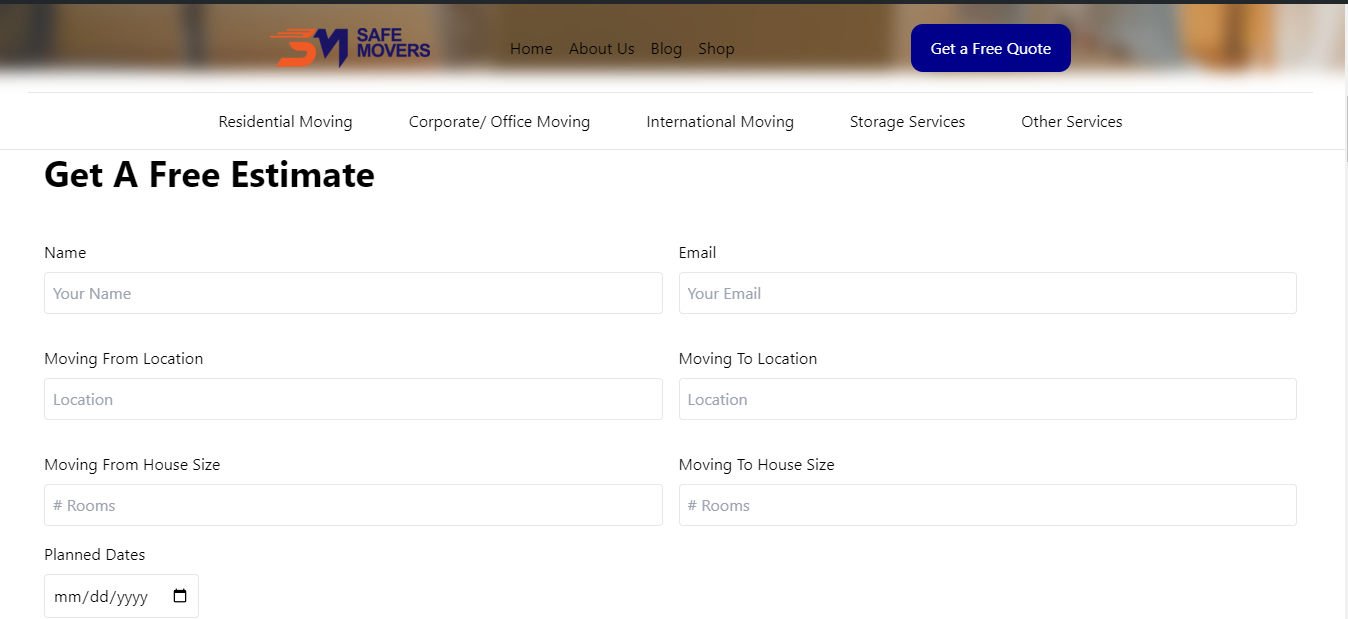 SAFE
MOVERS
Home About Us Blog Shop
Get a Free Quote
Residential Moving Corporate/ Office Moving International Moving Storage Services Other Services
Get A Free Estimate
Name Email
Your Name Your Email
Moving From Location Moving To Location
Location Location
Moving From House Size Moving To House Size
# Rooms # Rooms
Planned Dates
mm/dd/yyyy